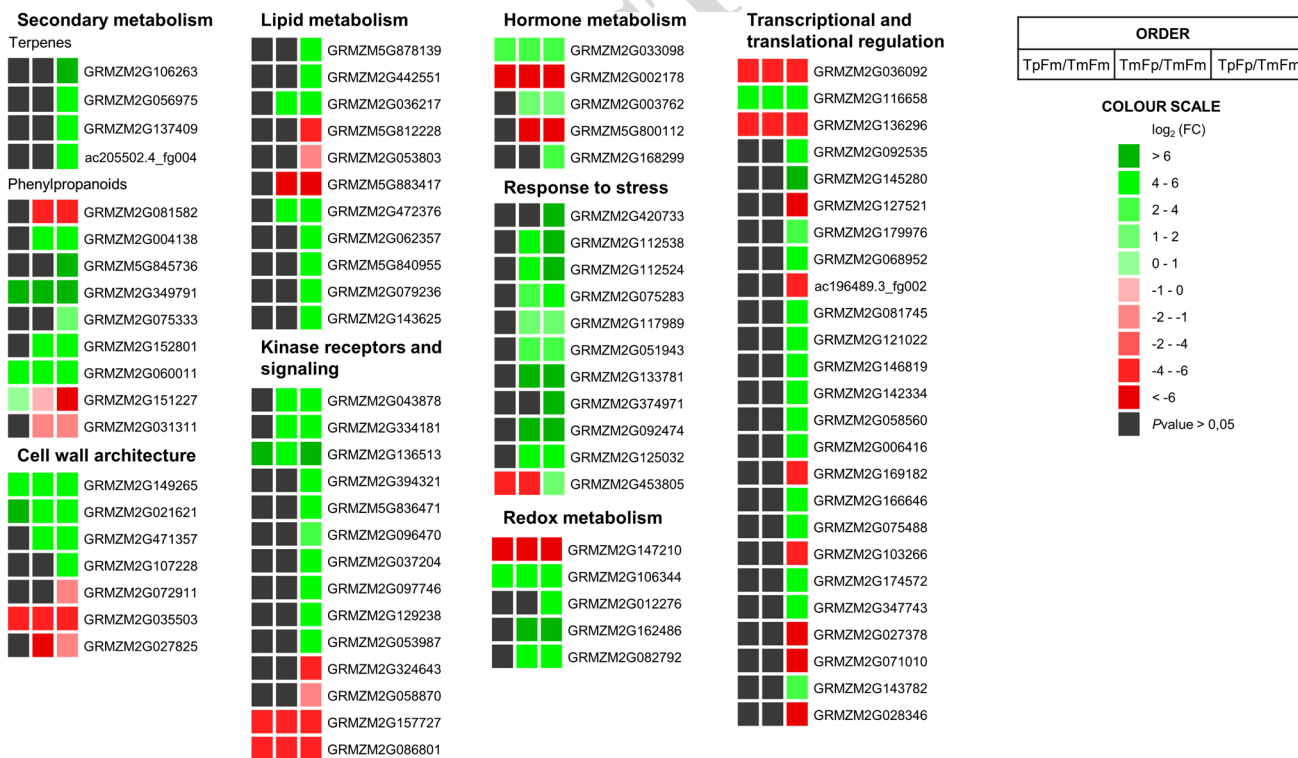 Secondary metabolism
Terpenes
GRMZM2G106263
GRMZM2G056975
GRMZM2G137409
ac205502.4_fg004
Phenylpropanoids
GRMZM2G081582
GRMZM2G004138
GRMZM5G845736
GRMZM2G349791
GRMZM2G075333
GRMZM2G152801
GRMZM2G060011
GRMZM2G151227
GRMZM2G031311
Cell wall architecture
GRMZM2G149265
GRMZM2G021621
GRMZM2G471357
GRMZM2G107228
GRMZM2G072911
GRMZM2G035503
GRMZM2G027825
Lipid metabolism
GRMZM5G878139
GRMZM2G442551
GRMZM2G036217
GRMZM5G812228
GRMZM2G053803
GRMZM5G883417
GRMZM2G472376
GRMZM2G062357
GRMZM5G840955
GRMZM2G079236
GRMZM2G143625
Kinase receptors and
signaling
GRMZM2G043878
GRMZM2G334181
GRMZM2G136513
GRMZM2G394321
GRMZM5G836471
GRMZM2G096470
GRMZM2G037204
GRMZM2G097746
GRMZM2G129238
GRMZM2G053987
GRMZM2G324643
GRMZM2G058870
GRMZM2G157727
GRMZM2G086801
Hormone metabolism
GRMZM2G033098
GRMZM2G002178
GRMZM2G003762
GRMZM5G800112
GRMZM2G168299
Response to stress
GRMZM2G420733
GRMZM2G112538
GRMZM2G112524
GRMZM2G075283
GRMZM2G117989
GRMZM2G051943
GRMZM2G133781
GRMZM2G374971
GRMZM2G092474
GRMZM2G125032
GRMZM2G453805
Redox metabolism
GRMZM2G147210
GRMZM2G106344
GRMZM2G012276
GRMZM2G162486
GRMZM2G082792
Transcriptional and
translational regulation
GRMZM2G036092
GRMZM2G116658
GRMZM2G136296
GRMZM2G092535
GRMZM2G145280
GRMZM2G127521
GRMZM2G179976
GRMZM2G068952
ac196489.3_fg002
GRMZM2G081745
GRMZM2G121022
GRMZM2G146819
GRMZM2G142334
GRMZM2G058560
GRMZM2G006416
GRMZM2G169182
GRMZM2G166646
GRMZM2G075488
GRMZM2G103266
GRMZM2G174572
GRMZM2G347743
GRMZM2G027378
GRMZM2G071010
GRMZM2G143782
GRMZM2G028346
ORDER
TpFm/TmFm TmFp/TmFm TpFp/TmFm
COLOUR SCALE
log₂ (FC)
> 6
4 - 6
2 - 4
1 - 2
0 - 1
-1 - 0
-2 - -1
-2 - -4
-4 - -6
< -6
Pvalue > 0,05